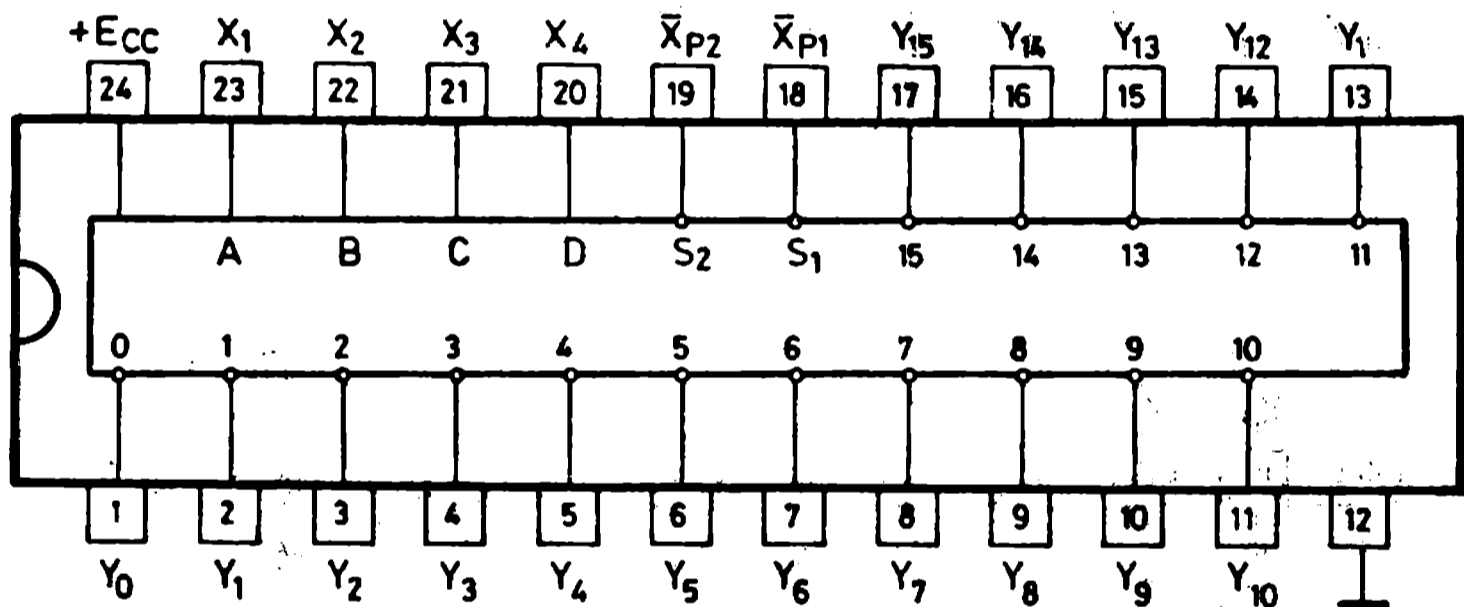 +E_CC X_1 X_2 X_3 X_4 X̄_P2 X̄_P1 Y_15 Y_14 Y_13 Y_12 Y_1
24 23 22 21 20 19 18 17 16 15 14 13
A B C D S_2 S_1 15 14 13 12 11
0 1 2 3 4 5 6 7 8 9 10
1 2 3 4 5 6 7 8 9 10 11 12
Y_0 Y_1 Y_2 Y_3 Y_4 Y_5 Y_6 Y_7 Y_8 Y_9 Y_10